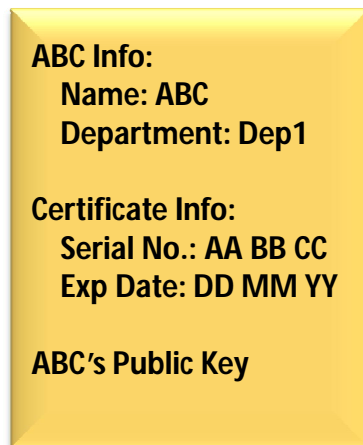 ABC Info:
Name: ABC
Department: Dep1
Certificate Info:
Serial No.: AA BB CC
Exp Date: DD MM YY
ABC's Public Key